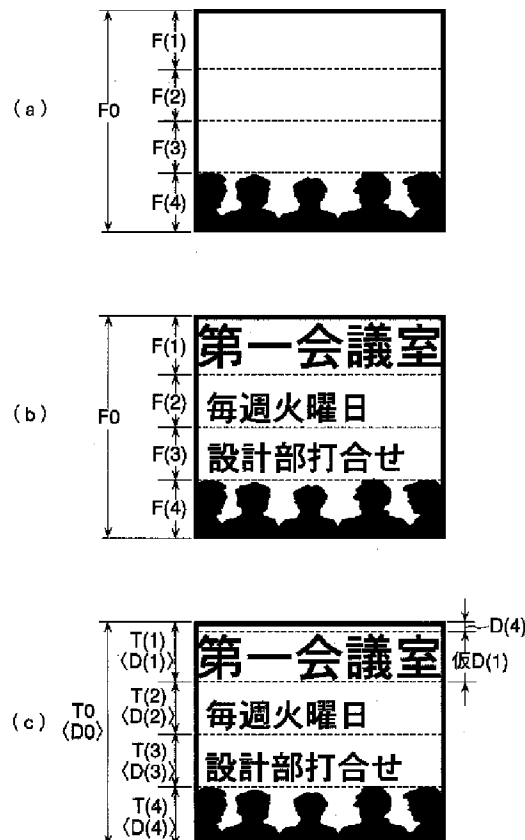 (a)
F0
F(1)
F(2)
F(3)
F(4)
(b)
F0
F(1)
F(2)
F(3)
F(4)
第一会議室
毎週火曜日
設計部打合せ
(c)
T0
〈D0〉
T(1)
〈D(1)〉
T(2)
〈D(2)〉
T(3)
〈D(3)〉
T(4)
〈D(4)〉
第一会議室
毎週火曜日
設計部打合せ
D(4)
仮D(1)